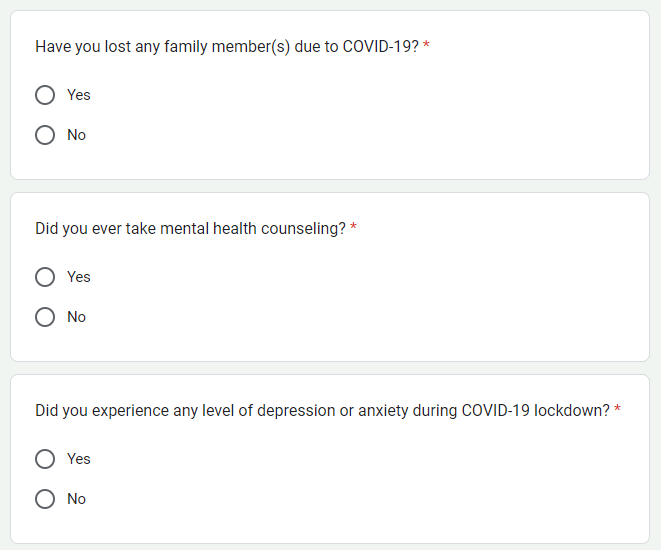 Have you lost any family member(s) due to COVID-19? *
Yes
No
Did you ever take mental health counseling? *
Yes
No
Did you experience any level of depression or anxiety during COVID-19 lockdown? *
Yes
No